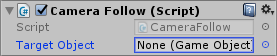 Camera Follow (Script)
Script CameraFollow
Target Object None (Game Object